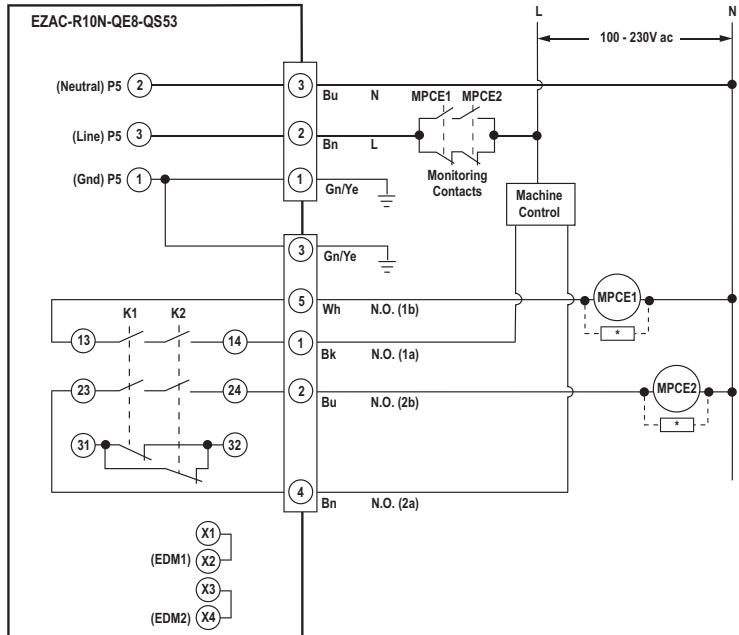 EZAC-R10N-QE8-QS53
L
N
100 - 230V ac
(Neutral) P5 2
3
Bu N
MPCE1 MPCE2
(Line) P5 3
2
Bn L
Monitoring
Contacts
(Gnd) P5 1
1
Gn/Ye
Machine
Control
3
Gn/Ye
5
Wh N.O. (1b)
MPCE1
*
K1 K2
13
14
1
Bk N.O. (1a)
23
24
2
Bu N.O. (2b)
MPCE2
*
31
32
4
Bn N.O. (2a)
X1
(EDM1) X2
X3
(EDM2) X4